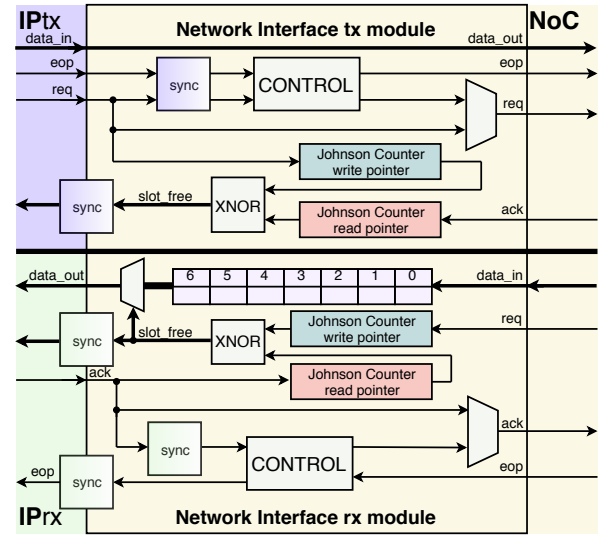 IPtx
Network Interface tx module
NoC
data_in
data_out
eop
sync
CONTROL
eop
req
req
Johnson Counter
write pointer
sync
slot_free
XNOR
Johnson Counter
read pointer
ack
data_out
6 5 4 3 2 1 0
data_in
sync
slot_free
XNOR
Johnson Counter
write pointer
req
ack
Johnson Counter
read pointer
ack
sync
CONTROL
eop
eop
sync
IPrx
Network Interface rx module